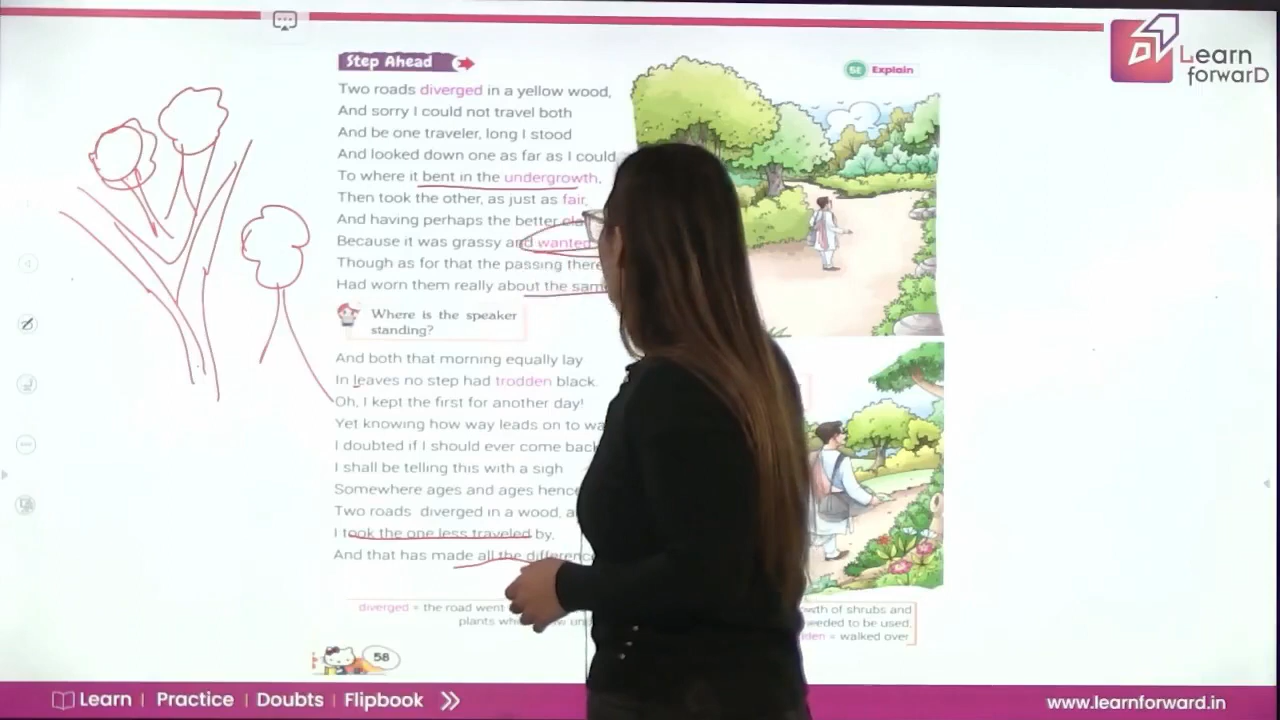 Step Ahead
5E Explain
Learn
forwarD
Two roads diverged in a yellow wood,
And sorry I could not travel both
And be one traveler, long I stood
And looked down one as far as I could
To where it bent in the undergrowth,
Then took the other, as just as fair,
And having perhaps the better
Because it was grassy and wanted
Though as for that the passing there
Had worn them really about the
Where is the speaker
standing?
And both that morning equally lay
In leaves no step had trodden black.
Oh, I kept the first for another day!
Yet knowing how way leads on to
I doubted if I should ever come back
I shall be telling this with a sigh
Somewhere ages and ages hence
Two roads diverged in a wood,
I took the one less traveled by,
And that has made all the difference
diverged = the road went
plants
of shrubs and
needed to be used,
= walked over
58
Learn | Practice | Doubts | Flipbook
www.learnforward.in